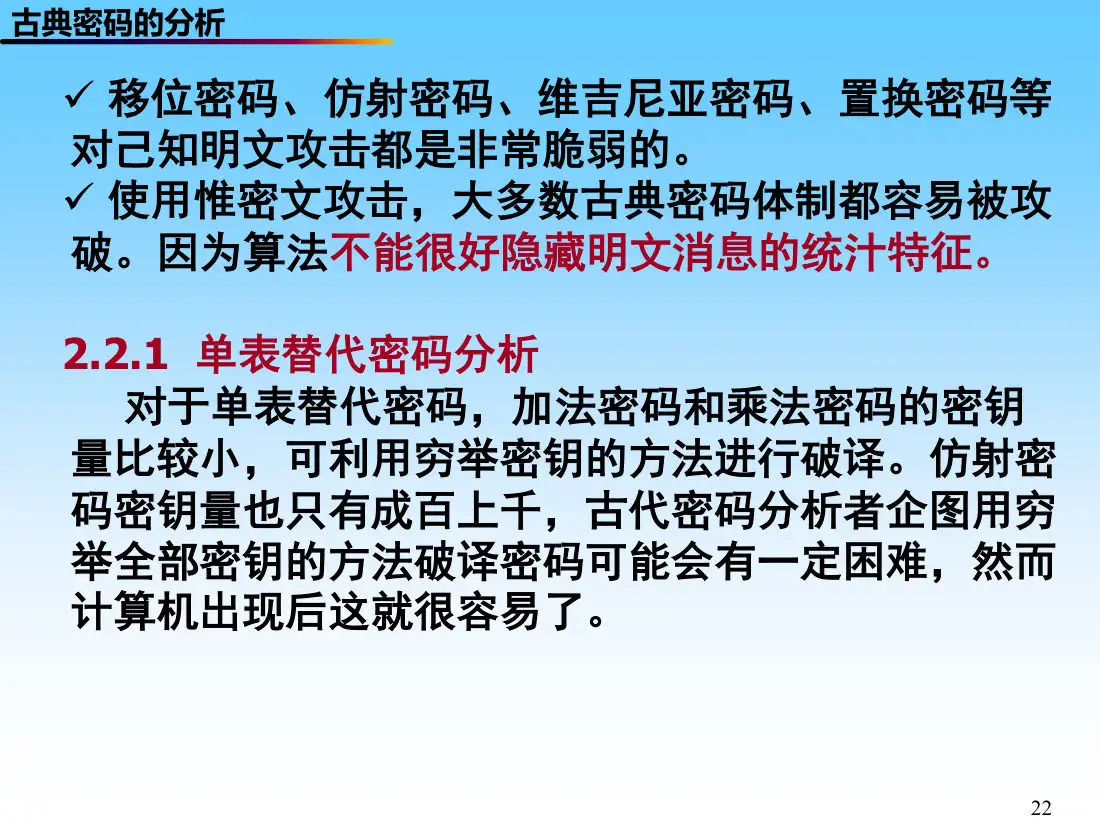 古典密码的分析
✓ 移位密码、仿射密码、维吉尼亚密码、置换密码等
对己知明文攻击都是非常脆弱的。
✓ 使用惟密文攻击，大多数古典密码体制都容易被攻
破。因为算法不能很好隐藏明文消息的统汁特征。
2.2.1 单表替代密码分析
对于单表替代密码，加法密码和乘法密码的密钥
量比较小，可利用穷举密钥的方法进行破译。仿射密
码密钥量也只有成百上千，古代密码分析者企图用穷
举全部密钥的方法破译密码可能会有一定困难，然而
计算机出现后这就很容易了。
22